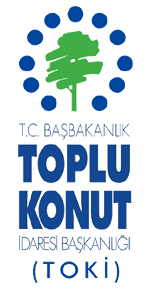 T.C. BAŞBAKANLIK
TOPLU
KONUT
İDARESİ BAŞKANLIĞI
(TOKİ)